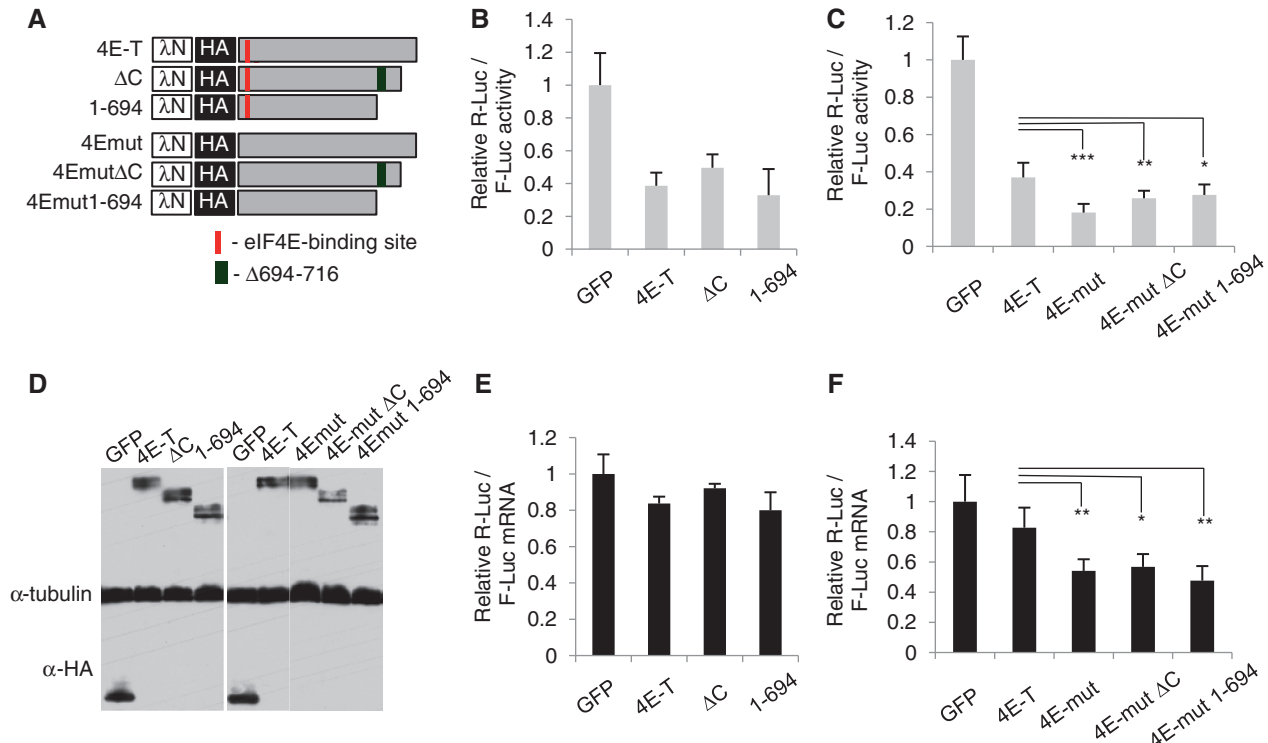 A
4E-T λN HA
ΔC λN HA
1-694 λN HA
4Emut λN HA
4EmutΔC λN HA
4Emut1-694 λN HA
- eIF4E-binding site
- Δ694-716
B
Relative R-Luc /
F-Luc activity
1.4
1.2
1
0.8
0.6
0.4
0.2
0
GFP
4E-T
ΔC
1-694
C
Relative R-Luc /
F-Luc activity
1.2
1
0.8
0.6
0.4
0.2
0
***
**
*
GFP
4E-T
4E-mut
4E-mut ΔC
4E-mut 1-694
D
GFP
4E-T
ΔC
1-694
GFP
4E-T
4Emut
4E-mut ΔC
4Emut 1-694
α-tubulin
α-HA
E
Relative R-Luc /
F-Luc mRNA
1.2
1
0.8
0.6
0.4
0.2
0
GFP
4E-T
ΔC
1-694
F
Relative R-Luc /
F-Luc mRNA
1.4
1.2
1
0.8
0.6
0.4
0.2
0
**
*
**
GFP
4E-T
4E-mut
4E-mut ΔC
4E-mut 1-694